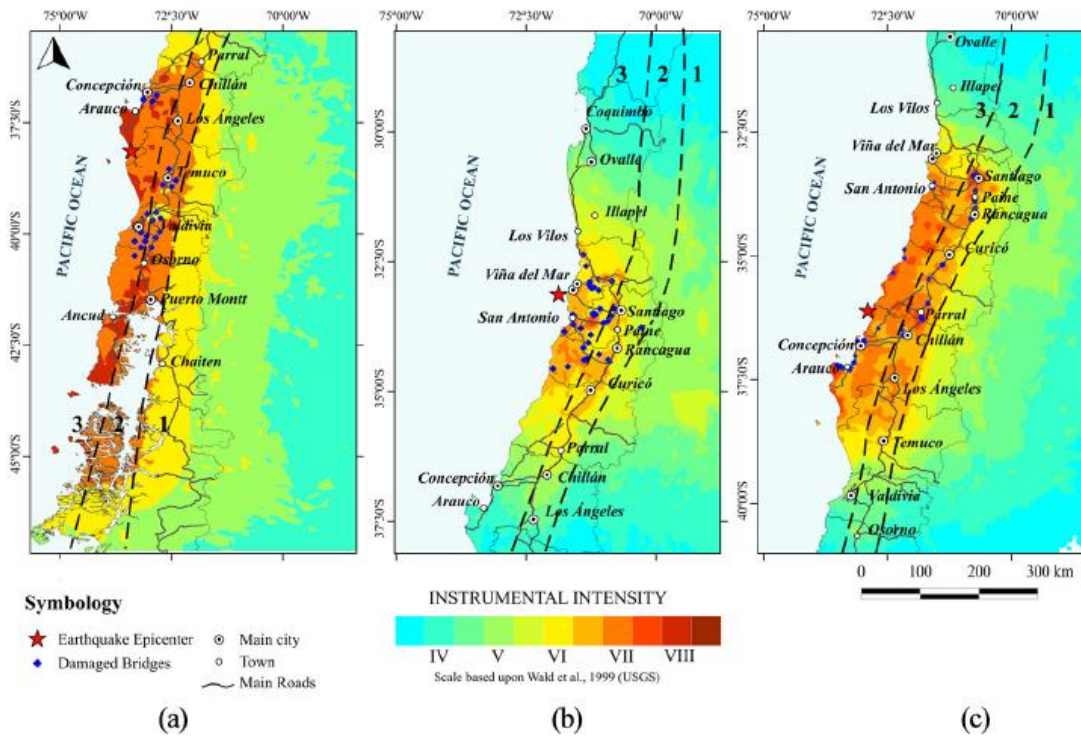 75°00'W 72°30'W 70°00'W
Parral
Concepción
Chillán
Arauco
37°30'S
Los Ángeles
Temuco
PACIFIC OCEAN
40°00'S
Valdivia
Osorno
Puerto Montt
Ancud
42°30'S
Chaiten
3 2 1
45°00'S
75°00'W 72°30'W 70°00'W
3 2 1
Coquimbo
30°00'S
Ovalle
PACIFIC OCEAN
Illapel
Los Vilos
32°30'S
Viña del Mar
San Antonio
Santiago
Paine
Rancagua
35°00'S
Curicó
Parral
Concepción
Chillán
Arauco
Los Ángeles
37°30'S
75°00'W 72°30'W 70°00'W
Ovalle
Illapel
3 2 1
Los Vilos
32°30'S
Viña del Mar
Santiago
San Antonio
Paine
Rancagua
PACIFIC OCEAN
35°00'S
Curicó
Parral
Chillán
Concepción
Arauco
37°30'S
Los Ángeles
Temuco
Valdivia
40°00'S
Osorno
0 100 200 300 km
Symbology
Earthquake Epicenter
Main city
Damaged Bridges
Town
Main Roads
INSTRUMENTAL INTENSITY
IV V VI VII VIII
Scale based upon Wald et al., 1999 (USGS)
(a) (b) (c)